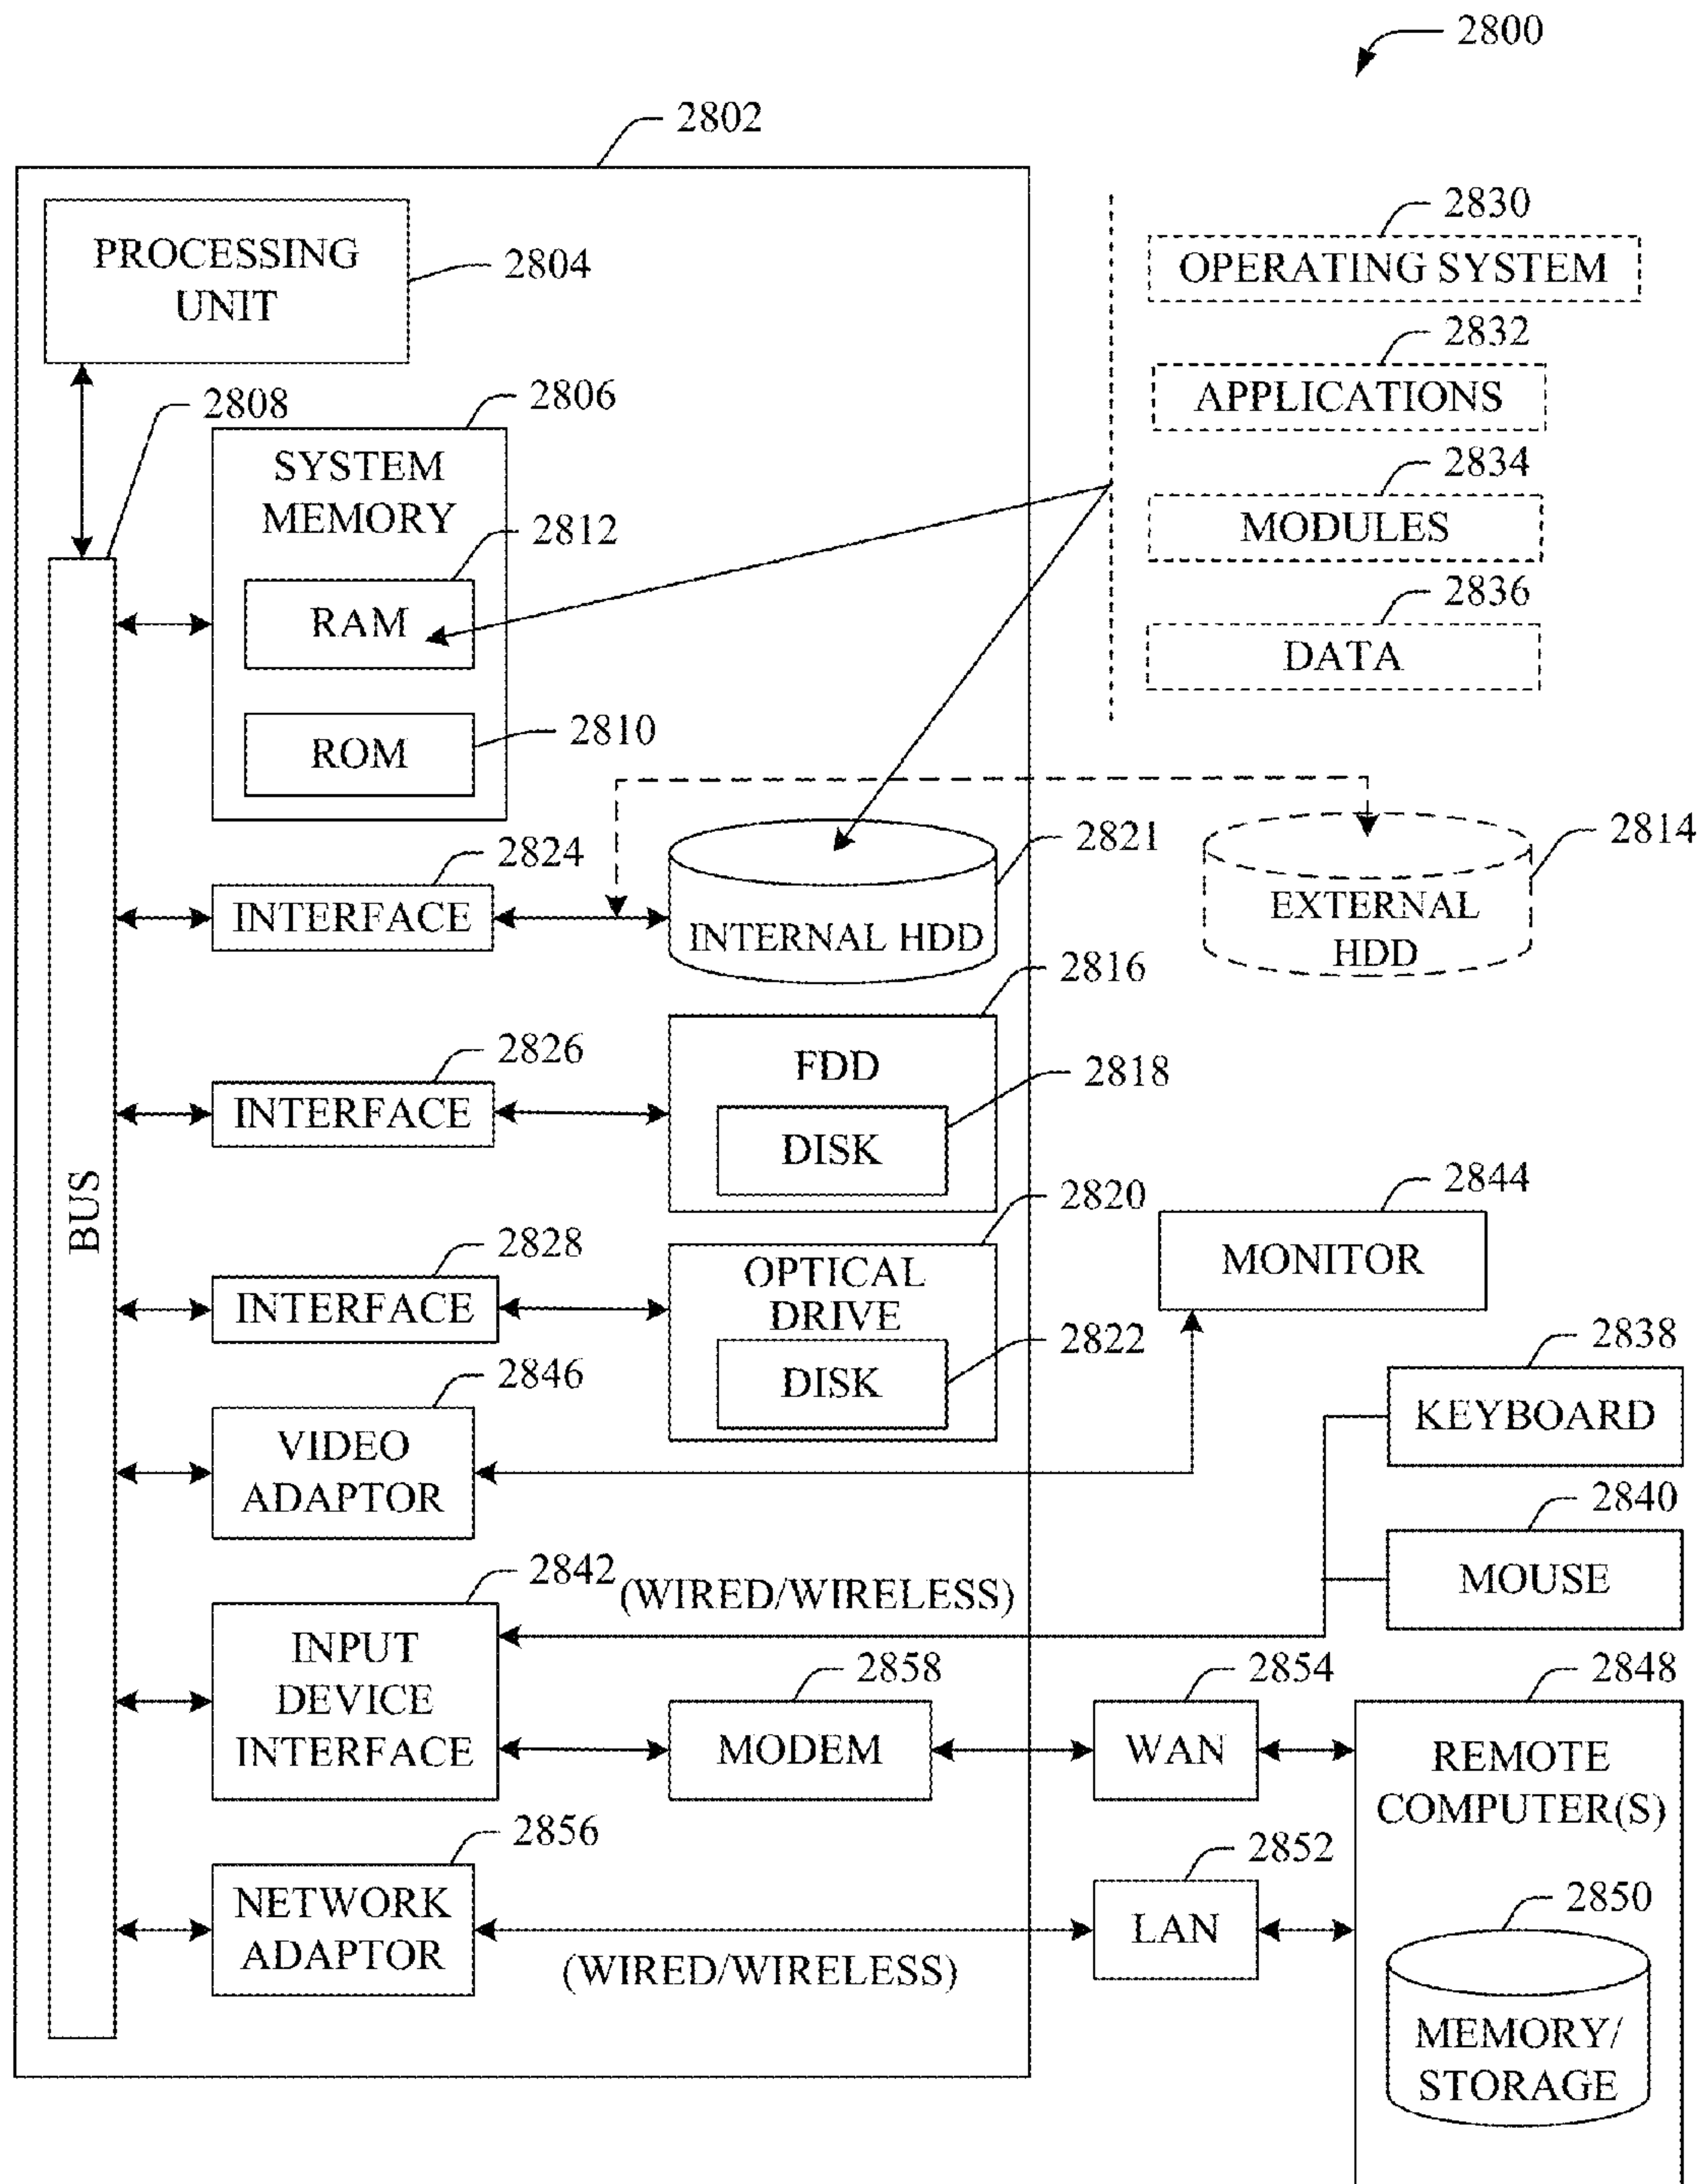 2800
2802
PROCESSING
UNIT
2804
2830
OPERATING SYSTEM
2832
APPLICATIONS
2834
MODULES
2836
DATA
2808
2806
SYSTEM
MEMORY
2812
RAM
2810
ROM
BUS
2824
INTERFACE
2821
INTERNAL HDD
2814
EXTERNAL
HDD
2826
INTERFACE
2816
FDD
2818
DISK
2828
INTERFACE
2820
OPTICAL
DRIVE
2822
DISK
2844
MONITOR
2846
VIDEO
ADAPTOR
2838
KEYBOARD
2840
MOUSE
2842
(WIRED/WIRELESS)
INPUT
DEVICE
INTERFACE
2858
MODEM
2854
WAN
2848
REMOTE
COMPUTER(S)
2856
NETWORK
ADAPTOR
(WIRED/WIRELESS)
2852
LAN
2850
MEMORY/
STORAGE